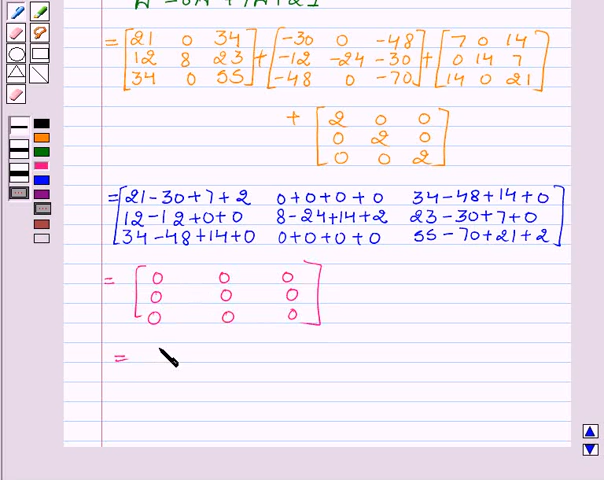 = [21 0 34 + [-30 0 -48 + [7 0 14
12 8 23 -12 -24 -30 0 14 7
34 0 55] -48 0 -70] 14 0 21]
+ [2 0 0
0 2 0
0 0 2]
= [21-30+7+2 0+0+0+0 34-48+14+0
12-12+0+0 8-24+14+2 23-30+7+0
34-48+14+0 0+0+0+0 55-70+21+2]
= [0 0 0
0 0 0
0 0 0]
=